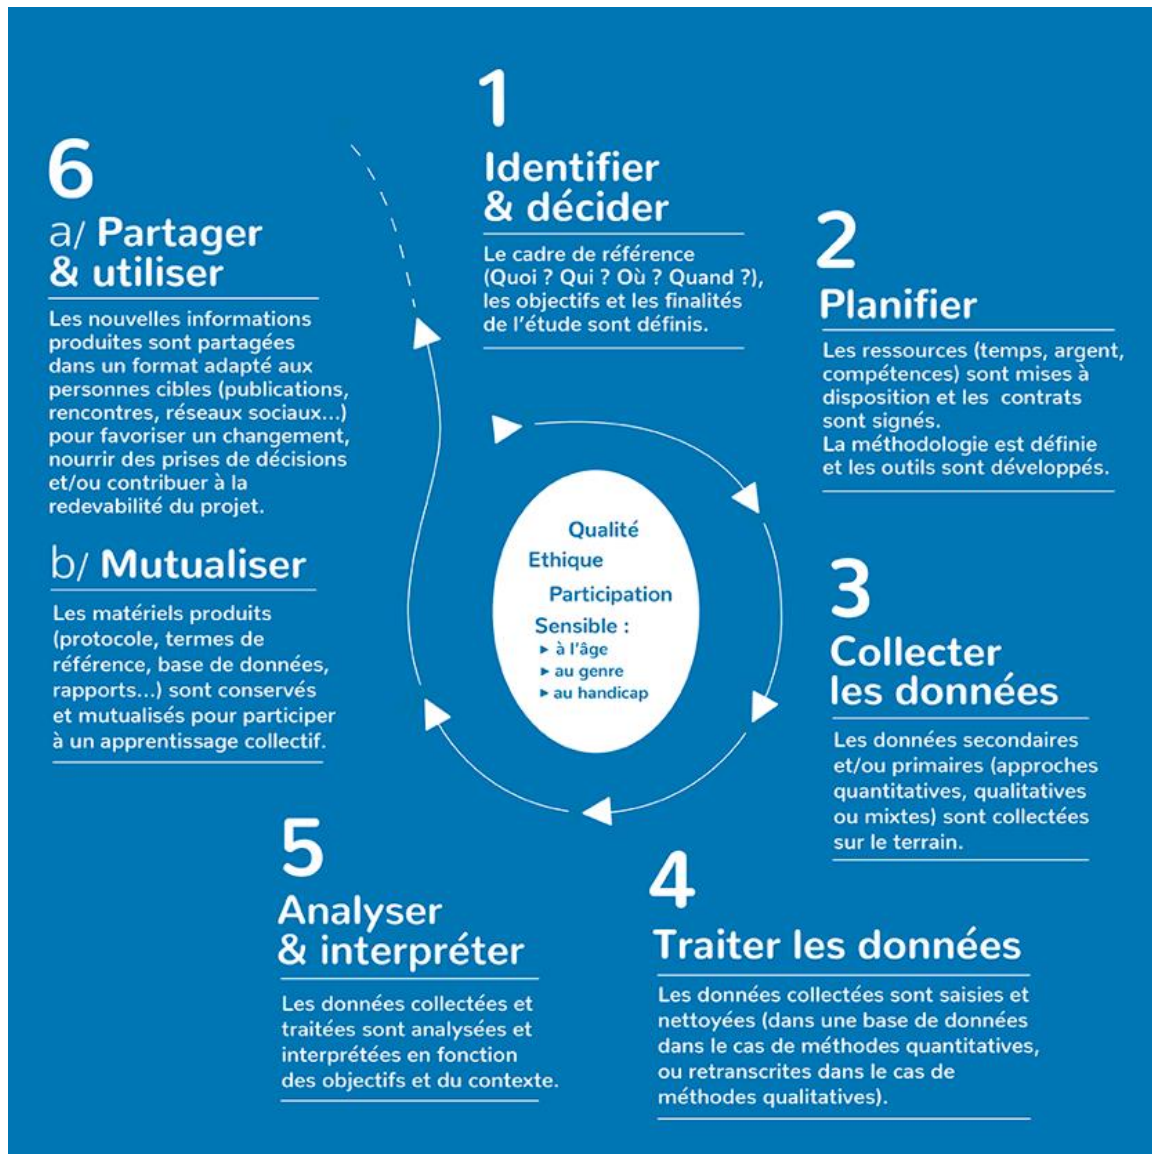 1
Identifier
& décider
Le cadre de référence
(Quoi ? Qui ? Où ? Quand ?),
les objectifs et les finalités
de l'étude sont définis.
2
Planifier
Les ressources (temps, argent,
compétences) sont mises à
disposition et les contrats
sont signés.
La méthodologie est définie
et les outils sont développés.
3
Collecter
les données
Les données secondaires
et/ou primaires (approches
quantitatives, qualitatives
ou mixtes) sont collectées
sur le terrain.
4
Traiter les données
Les données collectées sont saisies et
nettoyées (dans une base de données
dans le cas de méthodes quantitatives,
ou retranscrites dans le cas de
méthodes qualitatives).
5
Analyser
& interpréter
Les données collectées et
traitées sont analysées et
interprétées en fonction
des objectifs et du contexte.
6
a/ Partager
& utiliser
Les nouvelles informations
produites sont partagées
dans un format adapté aux
personnes cibles (publications,
rencontres, réseaux sociaux...)
pour favoriser un changement,
nourrir des prises de décisions
et/ou contribuer à la
redevabilité du projet.
b/ Mutualiser
Les matériels produits
(protocole, termes de
référence, base de données,
rapports...) sont conservés
et mutualisés pour participer
à un apprentissage collectif.
Qualité
Ethique
Participation
Sensible :
▸ à l'âge
▸ au genre
▸ au handicap